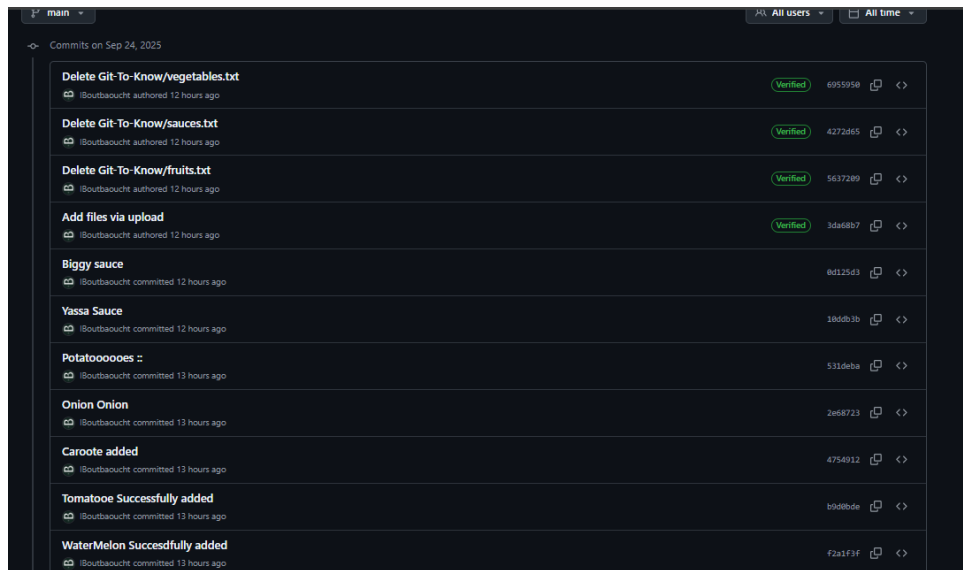 main
All users
All time
Commits on Sep 24, 2025
Delete Git-To-Know/vegetables.txt
IBoutbaoucht authored 12 hours ago
Verified
6955950
Delete Git-To-Know/sauces.txt
IBoutbaoucht authored 12 hours ago
Verified
4272d65
Delete Git-To-Know/fruits.txt
IBoutbaoucht authored 12 hours ago
Verified
5637209
Add files via upload
IBoutbaoucht authored 12 hours ago
Verified
3da68b7
Biggy sauce
IBoutbaoucht committed 12 hours ago
0d125d3
Yassa Sauce
IBoutbaoucht committed 12 hours ago
10ddb3b
Potatoooooes ::
IBoutbaoucht committed 13 hours ago
531deba
Onion Onion
IBoutbaoucht committed 13 hours ago
2e68723
Caroote added
IBoutbaoucht committed 13 hours ago
4754912
Tomatooe Successfully added
IBoutbaoucht committed 13 hours ago
b9d0bde
WaterMelon Succesdfully added
IBoutbaoucht committed 13 hours ago
f2a1f3f